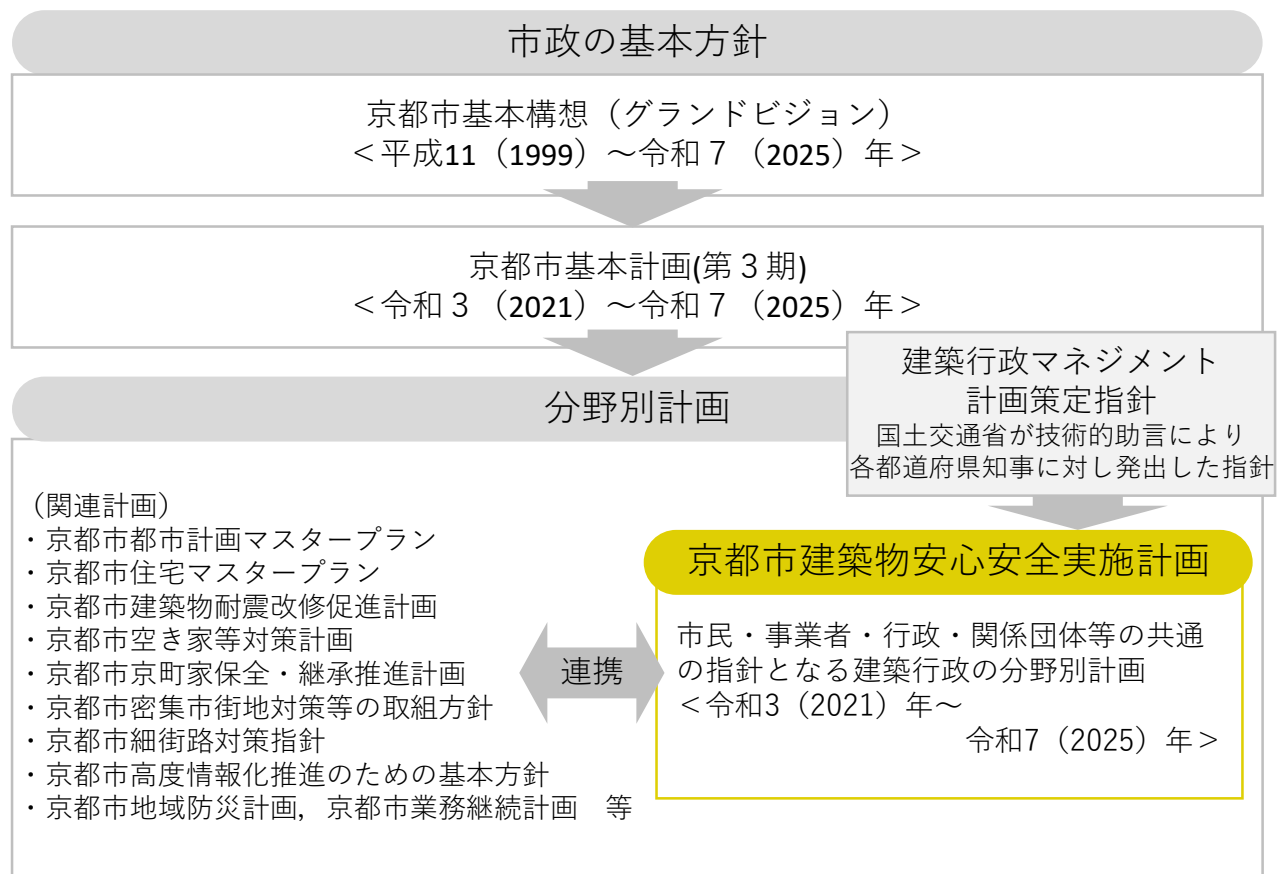 市政の基本方針
京都市基本構想（グランドビジョン）
＜平成11（1999）～令和７（2025）年＞
京都市基本計画(第３期)
＜令和３（2021）～令和７（2025）年＞
建築行政マネジメント
計画策定指針
国土交通省が技術的助言により
各都道府県知事に対し発出した指針
分野別計画
（関連計画）
・京都市都市計画マスタープラン
・京都市住宅マスタープラン
・京都市建築物耐震改修促進計画
・京都市空き家等対策計画
・京都市京町家保全・継承推進計画
・京都市密集市街地対策等の取組方針
・京都市細街路対策指針
・京都市高度情報化推進のための基本方針
・京都市地域防災計画，京都市業務継続計画　等
連携
京都市建築物安心安全実施計画
市民・事業者・行政・関係団体等の共通
の指針となる建築行政の分野別計画
＜令和3（2021）年～
令和7（2025）年＞